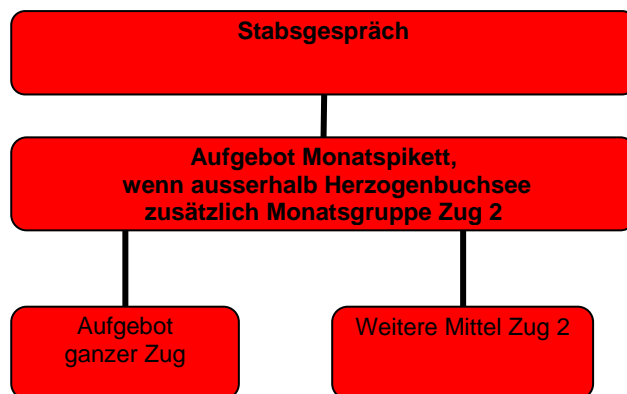 Stabsgespräch
Aufgebot Monatspikett,
wenn ausserhalb Herzogenbuchsee
zusätzlich Monatsgruppe Zug 2
Aufgebot
ganzer Zug
Weitere Mittel Zug 2